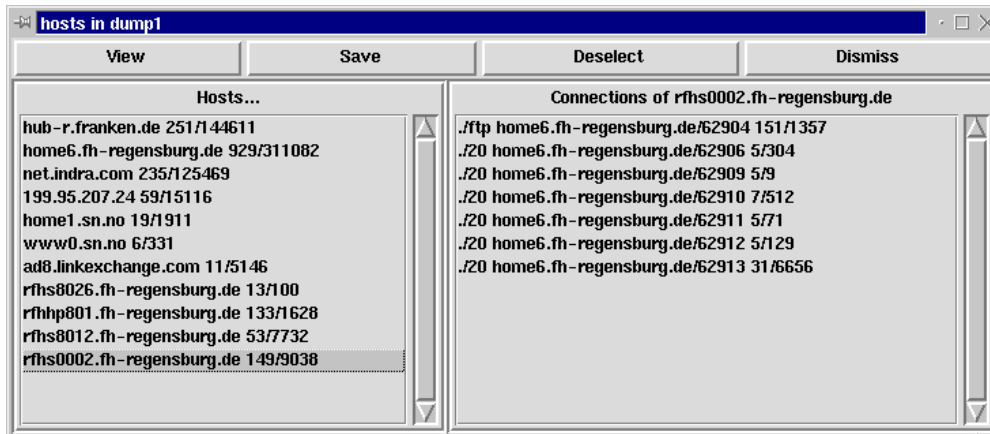 hosts in dump1
View Save Deselect Dismiss
Hosts...
hub-r.franken.de 251/144611
home6.fh-regensburg.de 929/311082
net.indra.com 235/125469
199.95.207.24 59/15116
home1.sn.no 19/1911
www0.sn.no 6/331
ad8.linkexchange.com 11/5146
rfhs8026.fh-regensburg.de 13/100
rfhhp801.fh-regensburg.de 133/1628
rfhs8012.fh-regensburg.de 53/7732
rfhs0002.fh-regensburg.de 149/9038
Connections of rfhs0002.fh-regensburg.de
./ftp home6.fh-regensburg.de/62904 151/1357
./20 home6.fh-regensburg.de/62906 5/304
./20 home6.fh-regensburg.de/62909 5/9
./20 home6.fh-regensburg.de/62910 7/512
./20 home6.fh-regensburg.de/62911 5/71
./20 home6.fh-regensburg.de/62912 5/129
./20 home6.fh-regensburg.de/62913 31/6656